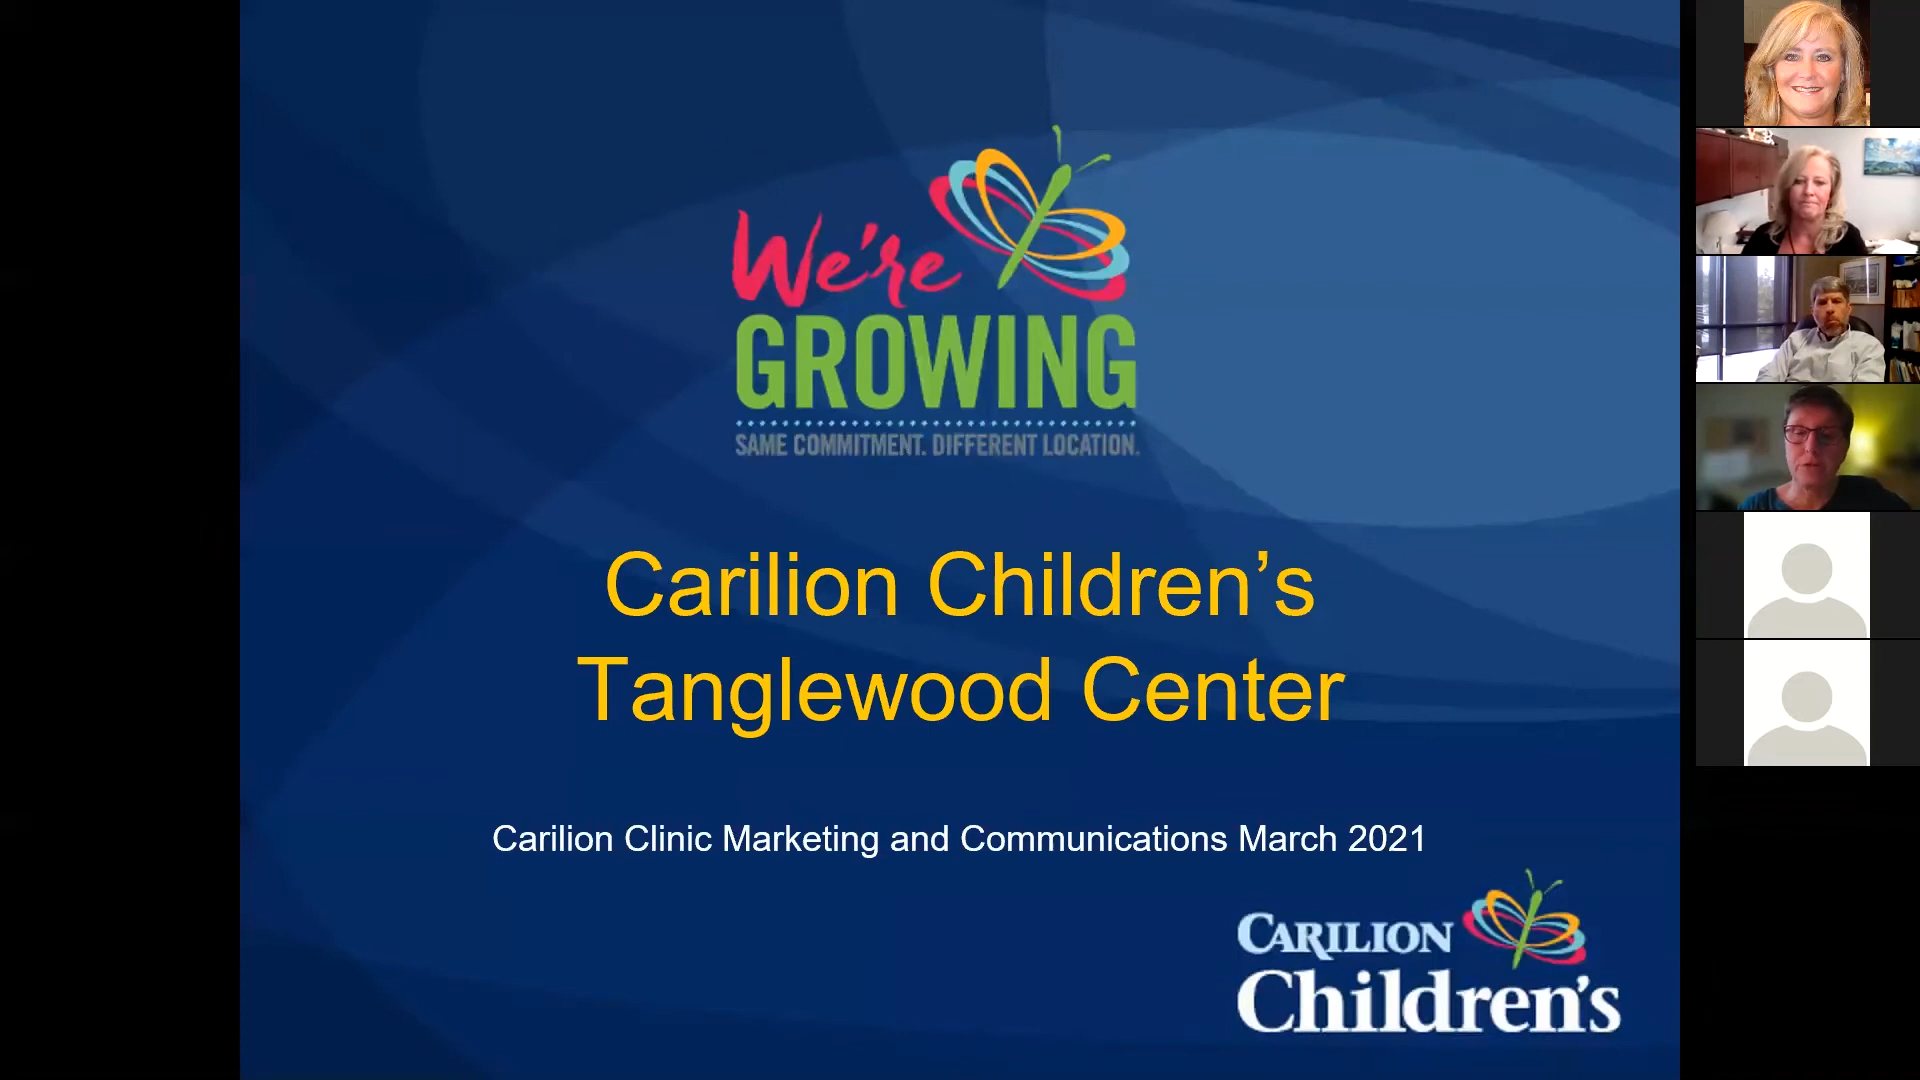 We're
GROWING
SAME COMMITMENT. DIFFERENT LOCATION.
Carilion Children’s
Tanglewood Center
Carilion Clinic Marketing and Communications March 2021
CARILION
Children's